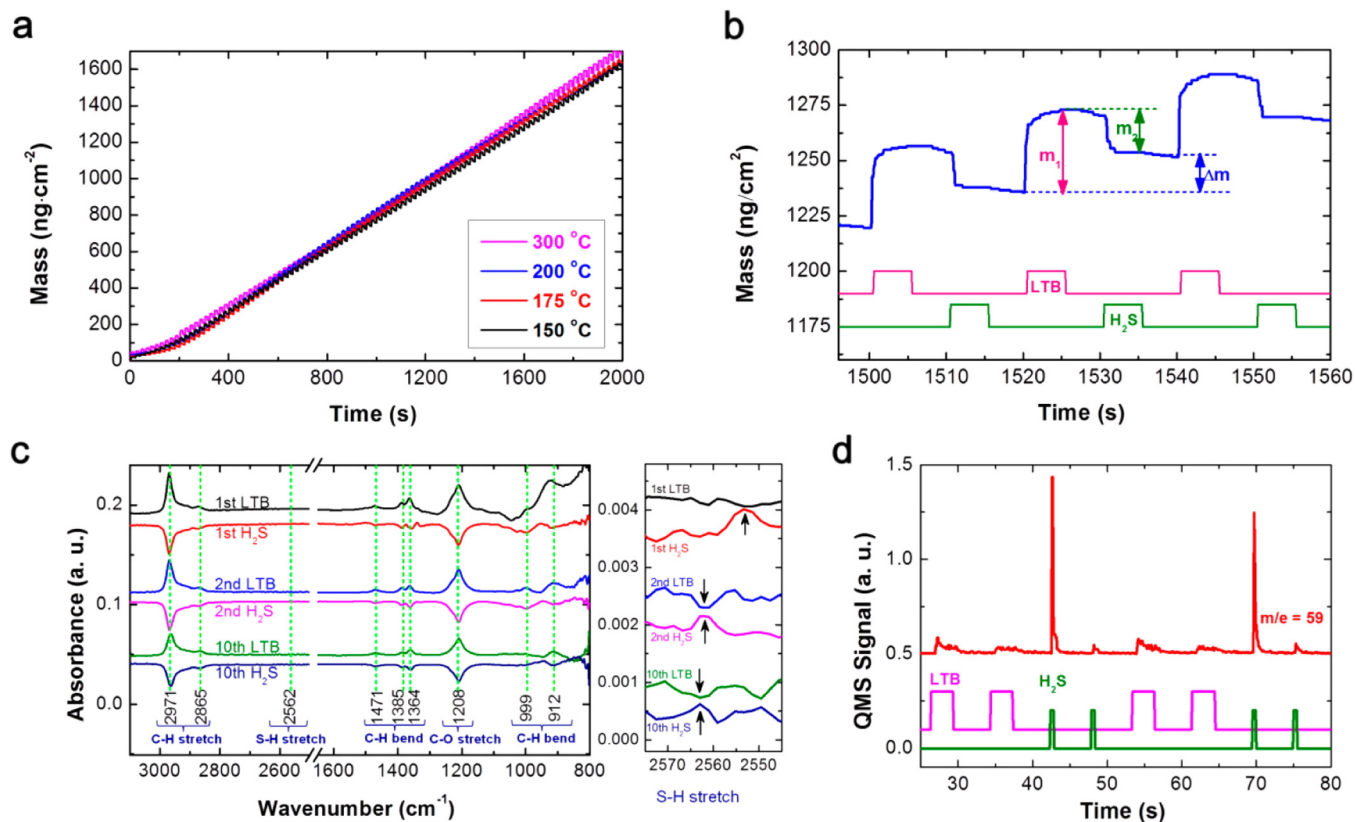 a
1600
1400
1200
1000
800
600
400
200
0
Mass (ng·cm⁻²)
300 °C
200 °C
175 °C
150 °C
0 400 800 1200 1600 2000
Time (s)
b
1300
1275
1250
1225
1200
1175
Mass (ng/cm²)
m₁
m₂
Δm
LTB
H₂S
1500 1510 1520 1530 1540 1550 1560
Time (s)
c
0.2
0.1
0.0
Absorbance (a. u.)
1st LTB
1st H₂S
2nd LTB
2nd H₂S
10th LTB
10th H₂S
2971
2865
2562
1471
1385
1364
1208
999
912
C-H stretch
S-H stretch
C-H bend
C-O stretch
C-H bend
3000 2800 2600 1600 1400 1200 1000 800
Wavenumber (cm⁻¹)
0.004
0.003
0.002
0.001
0.000
1st LTB
1st H₂S
2nd LTB
2nd H₂S
10th LTB
10th H₂S
2570 2560 2550
S-H stretch
d
1.5
1.0
0.5
0.0
QMS Signal (a. u.)
m/e = 59
LTB
H₂S
30 40 50 60 70 80
Time (s)